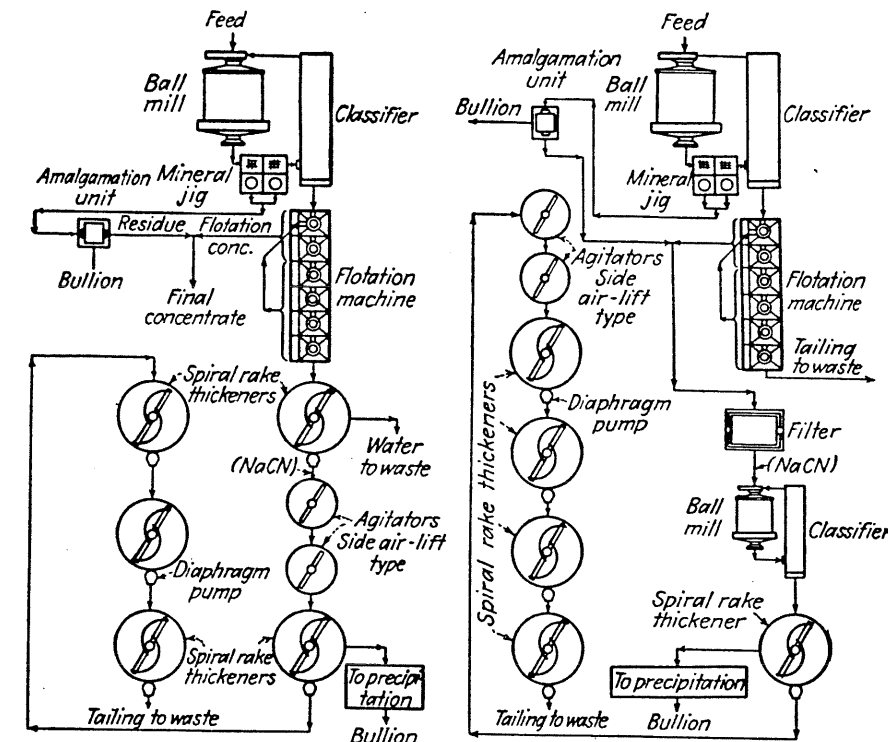 Feed
Ball
mill
Classifier
Mineral
jig
Amalgamation
unit
Residue
Flotation
conc.
Bullion
Final
concentrate
Flotation
machine
Spiral rake
thickeners
Water
to waste
(NaCN)
Agitators
Side air-lift
type
Diaphragm
pump
Spiral rake
thickeners
To precipi-
tation
Tailing to waste
Bullion
Feed
Amalgamation
unit
Ball
mill
Bullion
Classifier
Mineral
jig
Agitators
Side
air-lift
type
Flotation
machine
Tailing
to waste
Spiral rake thickeners
Diaphragm
pump
Filter
(NaCN)
Ball
mill
Classifier
Spiral rake
thickener
To precipitation
Tailing to waste
Bullion